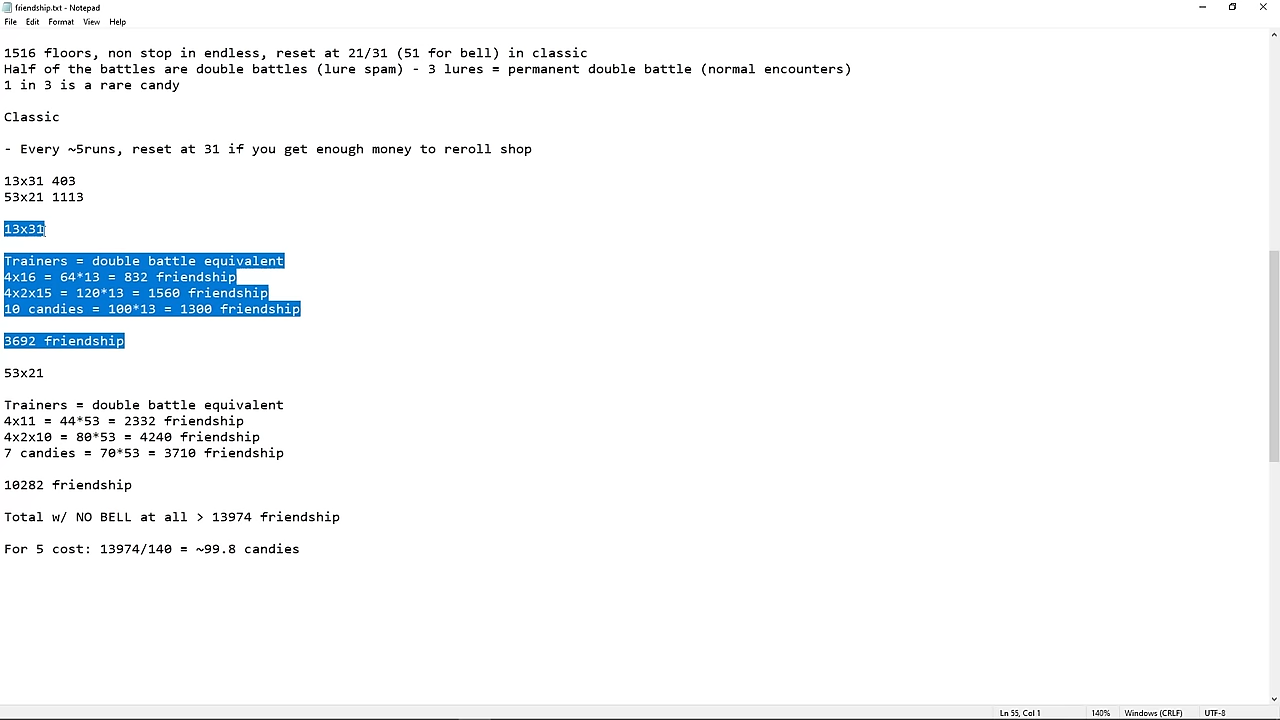 friendship.txt - Notepad
File Edit Format View Help
1516 floors, non stop in endless, reset at 21/31 (51 for bell) in classic
Half of the battles are double battles (lure spam) - 3 lures = permanent double battle (normal encounters)
1 in 3 is a rare candy
Classic
- Every ~5runs, reset at 31 if you get enough money to reroll shop
13x31 403
53x21 1113
13x31
Trainers = double battle equivalent
4x16 = 64*13 = 832 friendship
4x2x15 = 120*13 = 1560 friendship
10 candies = 100*13 = 1300 friendship
3692 friendship
53x21
Trainers = double battle equivalent
4x11 = 44*53 = 2332 friendship
4x2x10 = 80*53 = 4240 friendship
7 candies = 70*53 = 3710 friendship
10282 friendship
Total w/ NO BELL at all > 13974 friendship
For 5 cost: 13974/140 = ~99.8 candies
Ln 55, Col 1 140% Windows (CRLF) UTF-8